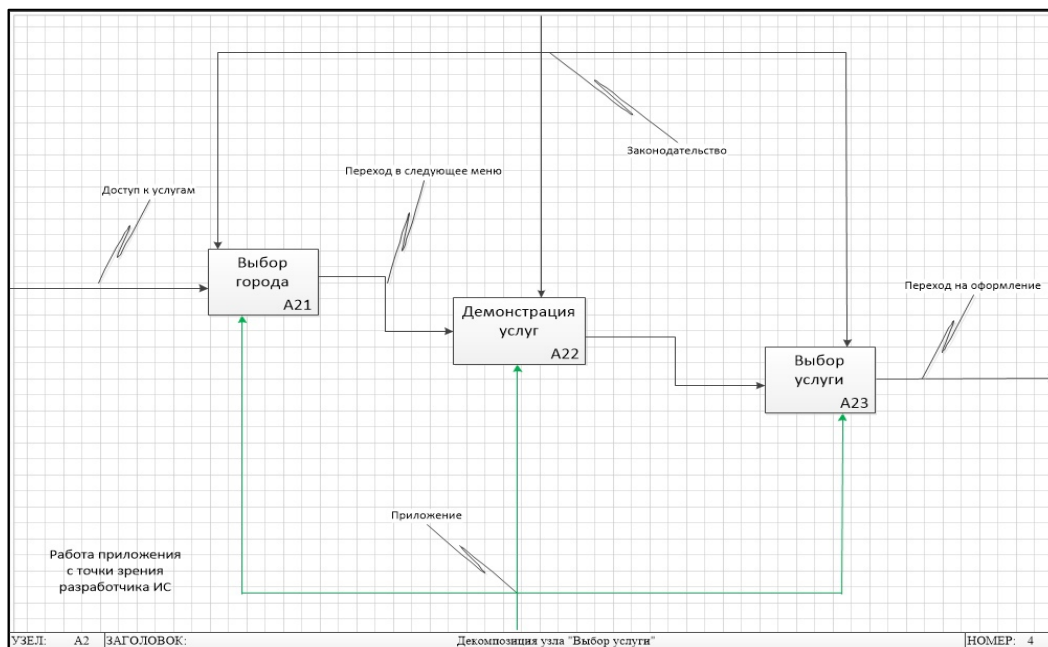 Законодательство
Переход в следующее меню
Доступ к услугам
Выбор
города
A21
Переход на оформление
Демонстрация
услуг
A22
Выбор
услуги
A23
Приложение
Работа приложения
с точки зрения
разработчика ИС
УЗЕЛ: A2 ЗАГОЛОВОК: Декомпозиция узла "Выбор услуги" НОМЕР: 4